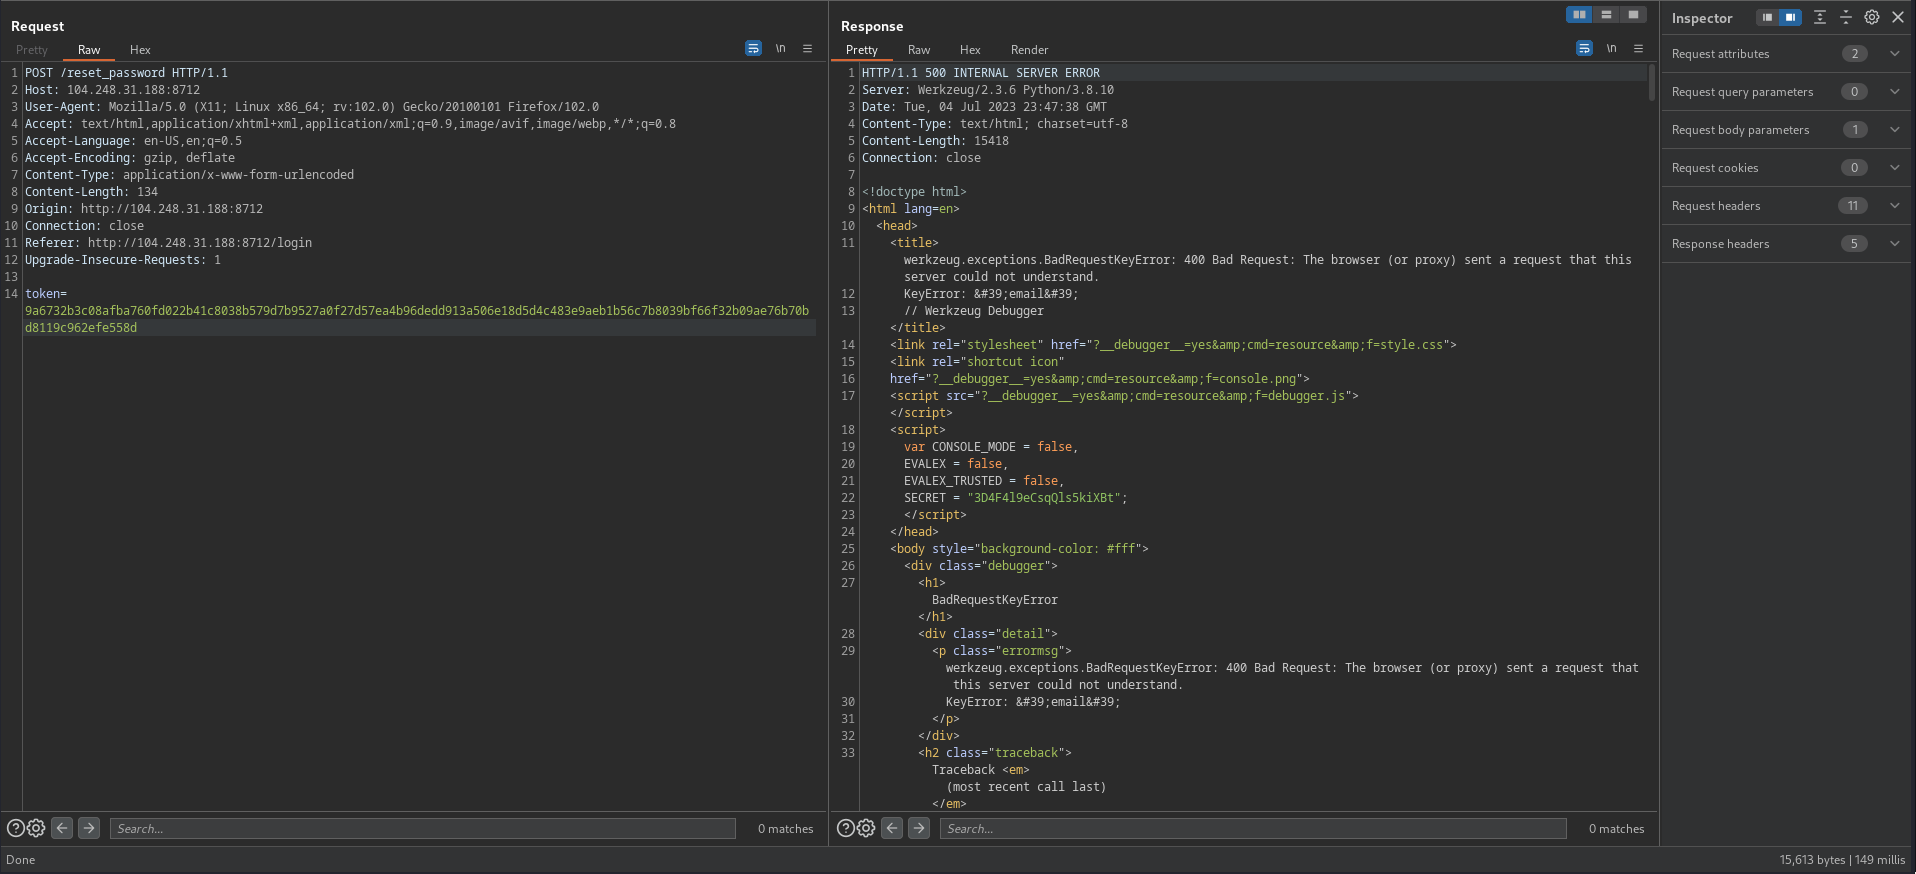 Request
Pretty Raw Hex
\n
1 POST /reset_password HTTP/1.1
2 Host: 104.248.31.188:8712
3 User-Agent: Mozilla/5.0 (X11; Linux x86_64; rv:102.0) Gecko/20100101 Firefox/102.0
4 Accept: text/html,application/xhtml+xml,application/xml;q=0.9,image/avif,image/webp,*/*;q=0.8
5 Accept-Language: en-US,en;q=0.5
6 Accept-Encoding: gzip, deflate
7 Content-Type: application/x-www-form-urlencoded
8 Content-Length: 134
9 Origin: http://104.248.31.188:8712
10 Connection: close
11 Referer: http://104.248.31.188:8712/login
12 Upgrade-Insecure-Requests: 1
13
14 token=
9a6732b3c08afba760fd022b41c8038b579d7b9527a0f27d57ea4b96dedd913a506e18d5d4c483e9aeb1b56c7b8039bf66f32b09ae76b70b
d8119c962efe558d
Search...
0 matches
Response
Pretty Raw Hex Render
\n
1 HTTP/1.1 500 INTERNAL SERVER ERROR
2 Server: Werkzeug/2.3.6 Python/3.8.10
3 Date: Tue, 04 Jul 2023 23:47:38 GMT
4 Content-Type: text/html; charset=utf-8
5 Content-Length: 15418
6 Connection: close
7
8 <!doctype html>
9 <html lang=en>
10 <head>
11 <title>
werkzeug.exceptions.BadRequestKeyError: 400 Bad Request: The browser (or proxy) sent a request that this
server could not understand.
12 KeyError: &#39;email&#39;
13 // Werkzeug Debugger
</title>
14 <link rel="stylesheet" href="?__debugger__=yes&amp;cmd=resource&amp;f=style.css">
15 <link rel="shortcut icon"
16 href="?__debugger__=yes&amp;cmd=resource&amp;f=console.png">
17 <script src="?__debugger__=yes&amp;cmd=resource&amp;f=debugger.js">
</script>
18 <script>
19 var CONSOLE_MODE = false,
20 EVALEX = false,
21 EVALEX_TRUSTED = false,
22 SECRET = "3D4F4l9eCsqQls5kiXBt";
23 </script>
24 </head>
25 <body style="background-color: #fff">
26 <div class="debugger">
27 <h1>
BadRequestKeyError
</h1>
28 <div class="detail">
29 <p class="errormsg">
werkzeug.exceptions.BadRequestKeyError: 400 Bad Request: The browser (or proxy) sent a request that
this server could not understand.
30 KeyError: &#39;email&#39;
31 </p>
32 </div>
33 <h2 class="traceback">
Traceback <em>
(most recent call last)
</em>
Search...
0 matches
Inspector
Request attributes 2
Request query parameters 0
Request body parameters 1
Request cookies 0
Request headers 11
Response headers 5
Done
15,613 bytes | 149 millis